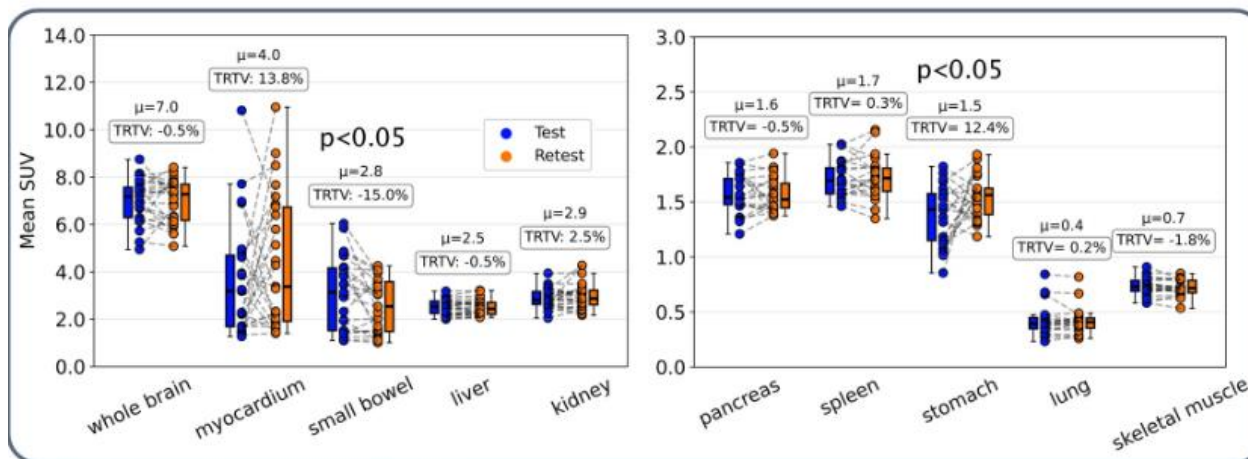 14.0
12.0
10.0
8.0
6.0
4.0
2.0
0.0
Mean SUV
μ=7.0
TRTV: -0.5%
μ=4.0
TRTV: 13.8%
p<0.05
μ=2.8
TRTV: -15.0%
μ=2.5
TRTV: -0.5%
μ=2.9
TRTV: 2.5%
Test
Retest
whole brain
myocardium
small bowel
liver
kidney
3.0
2.5
2.0
1.5
1.0
0.5
0.0
μ=1.6
TRTV= -0.5%
μ=1.7
TRTV= 0.3%
p<0.05
μ=1.5
TRTV= 12.4%
μ=0.4
TRTV= 0.2%
μ=0.7
TRTV= -1.8%
pancreas
spleen
stomach
lung
skeletal muscle